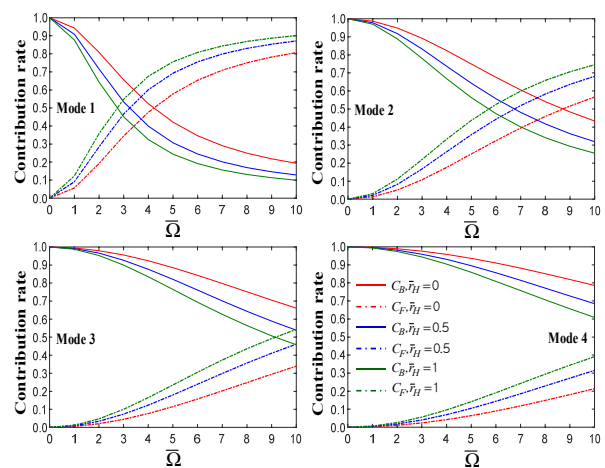 Contribution rate
1.0
0.9
0.8
0.7
0.6
0.5
0.4
0.3
0.2
0.1
0.0
Mode 1
0 1 2 3 4 5 6 7 8 9 10
Ω̅
Contribution rate
1.0
0.9
0.8
0.7
0.6
0.5
0.4
0.3
0.2
0.1
0.0
Mode 2
0 1 2 3 4 5 6 7 8 9 10
Ω̅
Contribution rate
1.0
0.9
0.8
0.7
0.6
0.5
0.4
0.3
0.2
0.1
0.0
Mode 3
0 1 2 3 4 5 6 7 8 9 10
Ω̅
Contribution rate
1.0
0.9
0.8
0.7
0.6
0.5
0.4
0.3
0.2
0.1
0.0
C_B, r̅_H = 0
C_F, r̅_H = 0
C_B, r̅_H = 0.5
C_F, r̅_H = 0.5
C_B, r̅_H = 1
C_F, r̅_H = 1
Mode 4
0 1 2 3 4 5 6 7 8 9 10
Ω̅